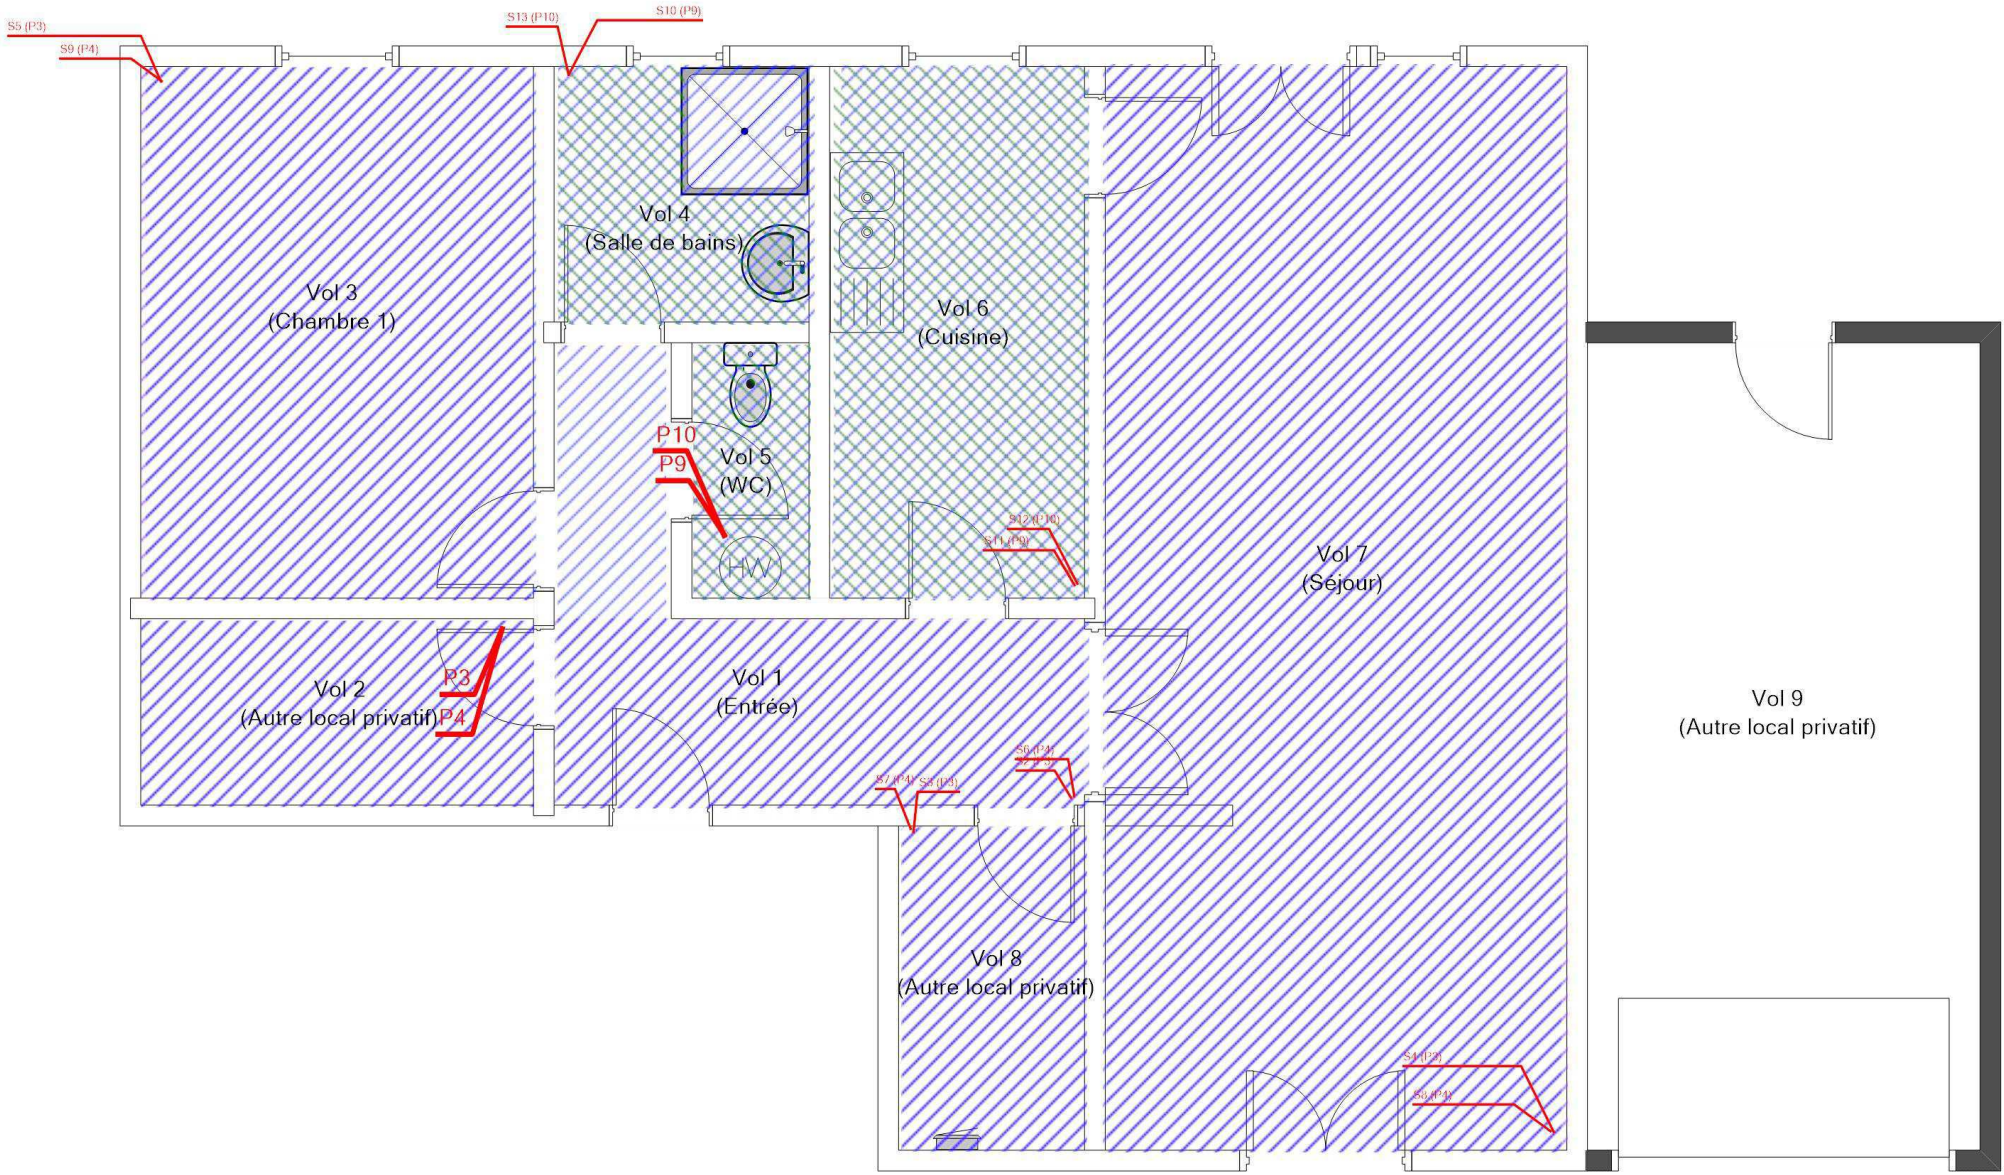 S5 (P3)
S9 (P4)
S13 (P10)
S10 (P9)
Vol 4
(Salle de bains)
Vol 3
(Chambre 1)
Vol 6
(Cuisine)
P10
P9
Vol 5
(WC)
HW
S12 (P10)
S11 (P9)
Vol 7
(Séjour)
Vol 2
(Autre local privatif)
P3
P4
Vol 1
(Entrée)
Vol 9
(Autre local privatif)
S6 (P4)
S7 (P4)
S3 (P3)
Vol 8
(Autre local privatif)
S4 (P3)
S8 (P4)